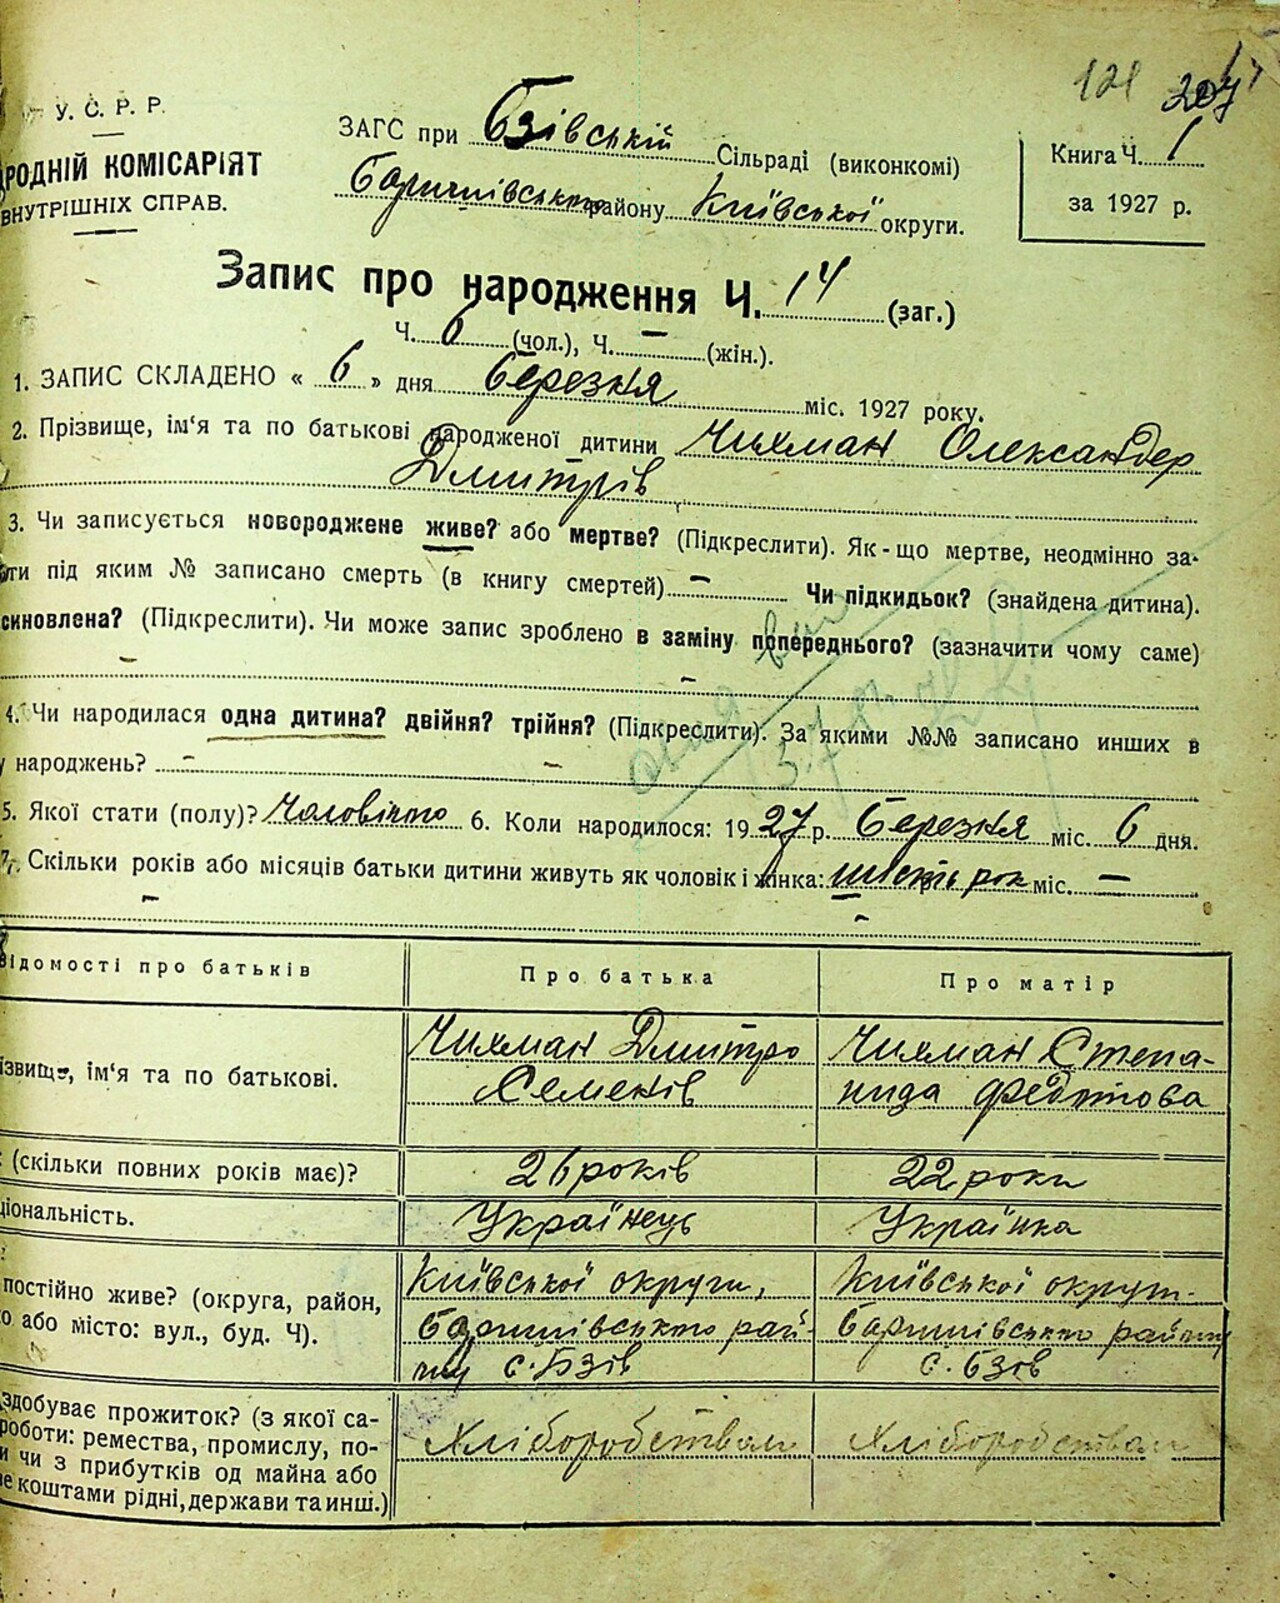 121 207
У. С. Р. Р.
РОДНІЙ КОМІСАРІЯТ
ВНУТРІШНІХ СПРАВ.
ЗАГС при Бзівській Сільраді (виконкомі)
Баришівського району Київської округи.
Книга Ч. 1
за 1927 р.
Запис про народження Ч. 14 (заг.)
Ч. 6 (чол.), Ч. – (жін.).
1. ЗАПИС СКЛАДЕНО « 6 » дня березня міс. 1927 року.
2. Прізвище, ім'я та по батькові народженої дитини Чихман Олександер
Дмитрів
3. Чи записується новороджене живе? або мертве? (Підкреслити). Як-що мертве, неодмінно за-
ти під яким № записано смерть (в книгу смертей) – Чи підкидьок? (знайдена дитина).
синовлена? (Підкреслити). Чи може запис зроблено в заміну попереднього? (зазначити чому саме)
– –
4. Чи народилася одна дитина? двійня? трійня? (Підкреслити). За якими №№ записано инших в
у народжень? – –
5. Якої стати (полу)? Чоловічого 6. Коли народилося: 1927 р. березня міс. 6 дня.
7. Скільки років або місяців батьки дитини живуть як чоловік і жінка: шість рок міс. –
– –
відомості про батьків Про батька Про матір
ізвище, ім'я та по батькові. Чихман Дмитро Чихман Степа-
Семенів нида Федотова
(скільки повних років має)? 26 років 22 роки
ціональність. Українець Українка
постійно живе? (округа, район, Київської округи, Київської округ.
о або місто: вул., буд. Ч). Баришівського рай- Баришівського району
ону с. Бзів с. Бзів
здобуває прожиток? (з якої са-
роботи: ремества, промислу, по- Хліборобством Хліборобством
и чи з прибутків од майна або
не коштами рідні, держави та инш.)